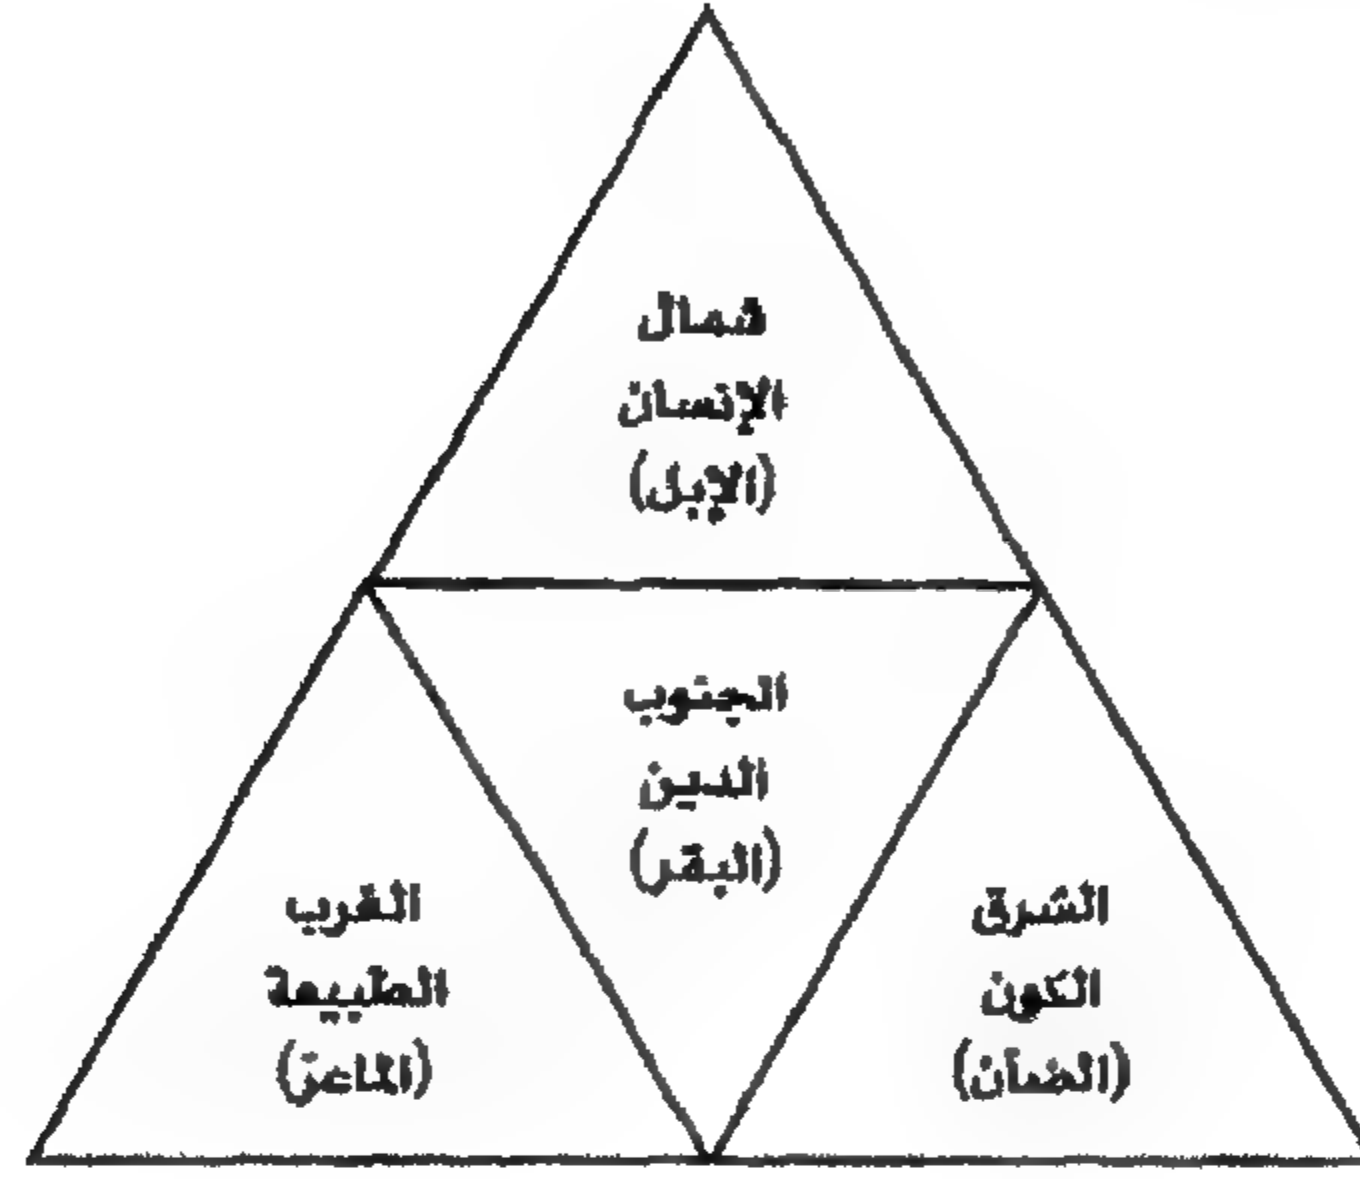 شمال
الإنسان
(الإبل)
الجنوب
الدين
(البقر)
الشرق
الكون
(الضأن)
الغرب
الطبيعة
(الماعز)